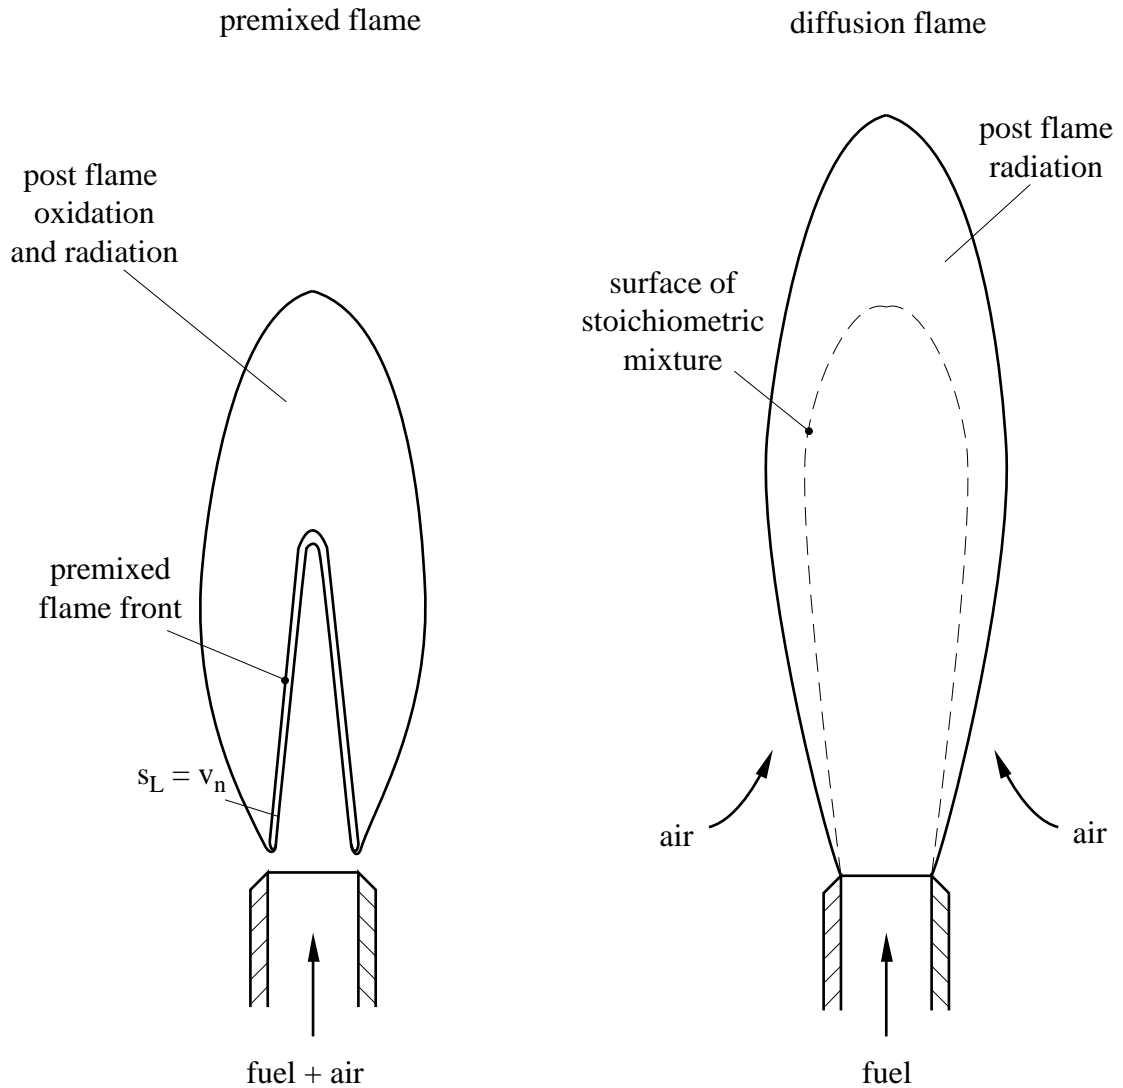 premixed flame
post flame
oxidation
and radiation
premixed
flame front
s_L = v_n
fuel + air
diffusion flame
post flame
radiation
surface of
stoichiometric
mixture
air
air
fuel